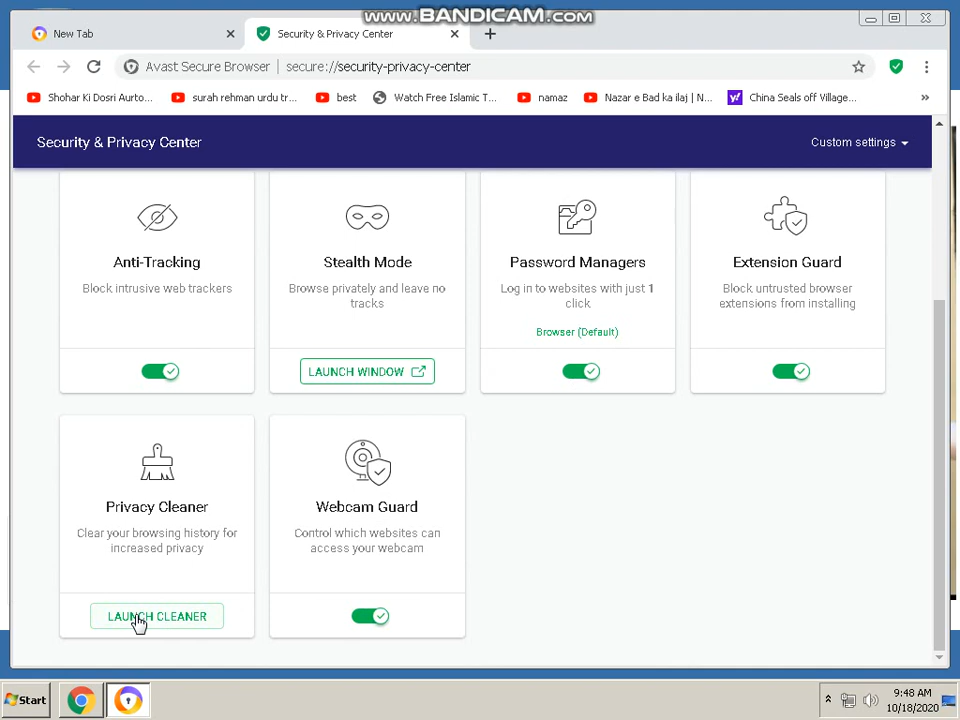 www.BANDICAM.com
New Tab
Security & Privacy Center
Avast Secure Browser | secure://security-privacy-center
Shohar Ki Dosri Aurto...
surah rehman urdu tr...
best
Watch Free Islamic T...
namaz
Nazar e Bad ka ilaj | N...
China Seals off Village...
»
Security & Privacy Center
Custom settings
Anti-Tracking
Block intrusive web trackers
Stealth Mode
Browse privately and leave no
tracks
LAUNCH WINDOW
Password Managers
Log in to websites with just 1
click
Browser (Default)
Extension Guard
Block untrusted browser
extensions from installing
Privacy Cleaner
Clear your browsing history for
increased privacy
LAUNCH CLEANER
Webcam Guard
Control which websites can
access your webcam
Start
9:48 AM
10/18/2020